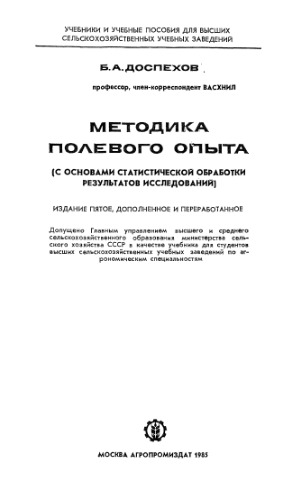 УЧЕБНИКИ И УЧЕБНЫЕ ПОСОБИЯ ДЛЯ ВЫСШИХ
СЕЛЬСКОХОЗЯЙСТВЕННЫХ УЧЕБНЫХ ЗАВЕДЕНИЙ
Б.А.ДОСПЕХОВ
профессор, член-корреспондент ВАСХНИЛ
МЕТОДИКА
ПОЛЕВОГО ОПЫТА
(С ОСНОВАМИ СТАТИСТИЧЕСКОЙ ОБРАБОТКИ
РЕЗУЛЬТАТОВ ИССЛЕДОВАНИЙ)
ИЗДАНИЕ ПЯТОЕ, ДОПОЛНЕННОЕ И ПЕРЕРАБОТАННОЕ
Допущено Главным управлением высшего и среднего
сельскохозяйственного образования министерства сель-
ского хозяйства СССР в качестве учебника для студентов
высших сельскохозяйственных учебных заведений по аг-
рономическим специальностям
МОСКВА АГРОПРОМИЗДАТ 1985